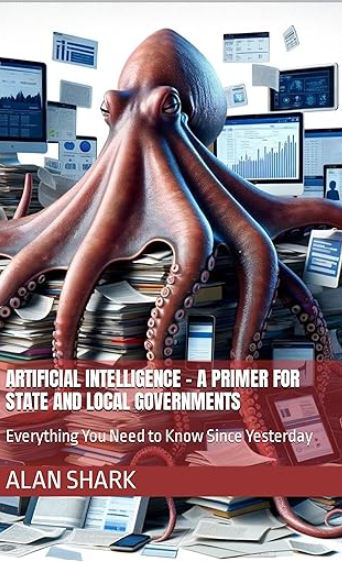 ARTIFICIAL INTELLIGENCE - A PRIMER FOR
STATE AND LOCAL GOVERNMENTS
Everything You Need to Know Since Yesterday
ALAN SHARK